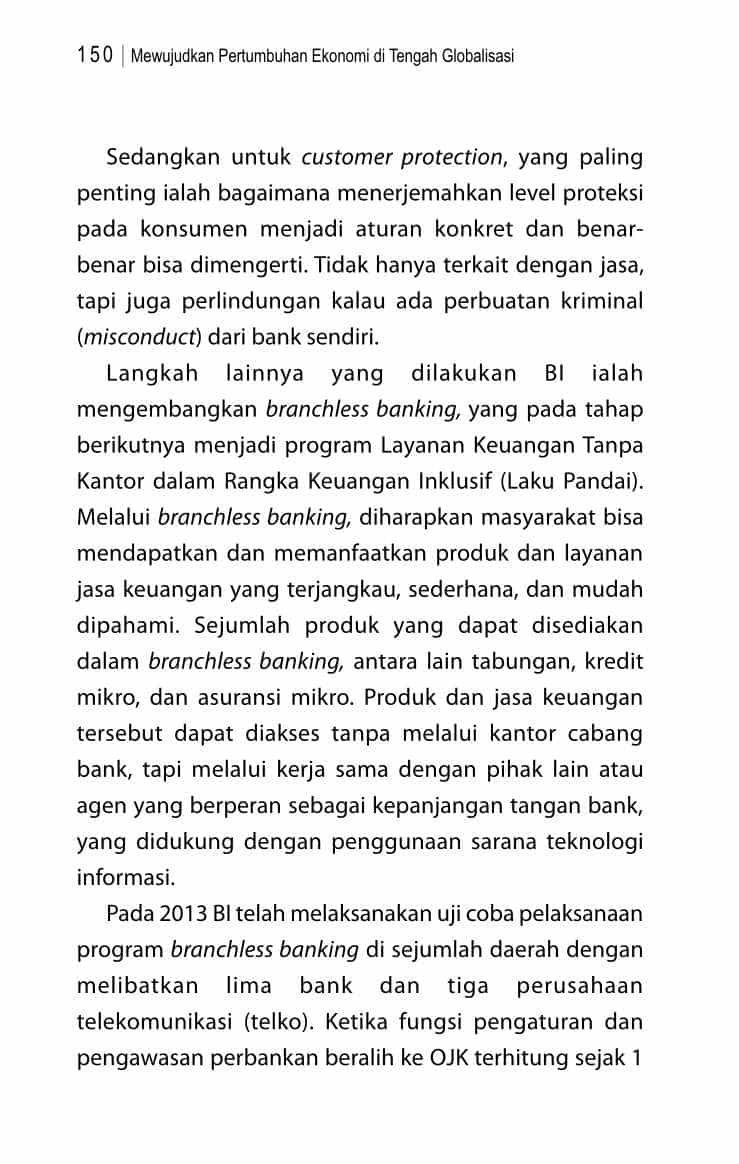 150 | Mewujudkan Pertumbuhan Ekonomi di Tengah Globalisasi
Sedangkan untuk customer protection, yang paling
penting ialah bagaimana menerjemahkan level proteksi
pada konsumen menjadi aturan konkret dan benar-
benar bisa dimengerti. Tidak hanya terkait dengan jasa,
tapi juga perlindungan kalau ada perbuatan kriminal
(misconduct) dari bank sendiri.
Langkah lainnya yang dilakukan BI ialah
mengembangkan branchless banking, yang pada tahap
berikutnya menjadi program Layanan Keuangan Tanpa
Kantor dalam Rangka Keuangan Inklusif (Laku Pandai).
Melalui branchless banking, diharapkan masyarakat bisa
mendapatkan dan memanfaatkan produk dan layanan
jasa keuangan yang terjangkau, sederhana, dan mudah
dipahami. Sejumlah produk yang dapat disediakan
dalam branchless banking, antara lain tabungan, kredit
mikro, dan asuransi mikro. Produk dan jasa keuangan
tersebut dapat diakses tanpa melalui kantor cabang
bank, tapi melalui kerja sama dengan pihak lain atau
agen yang berperan sebagai kepanjangan tangan bank,
yang didukung dengan penggunaan sarana teknologi
informasi.
Pada 2013 BI telah melaksanakan uji coba pelaksanaan
program branchless banking di sejumlah daerah dengan
melibatkan lima bank dan tiga perusahaan
telekomunikasi (telko). Ketika fungsi pengaturan dan
pengawasan perbankan beralih ke OJK terhitung sejak 1